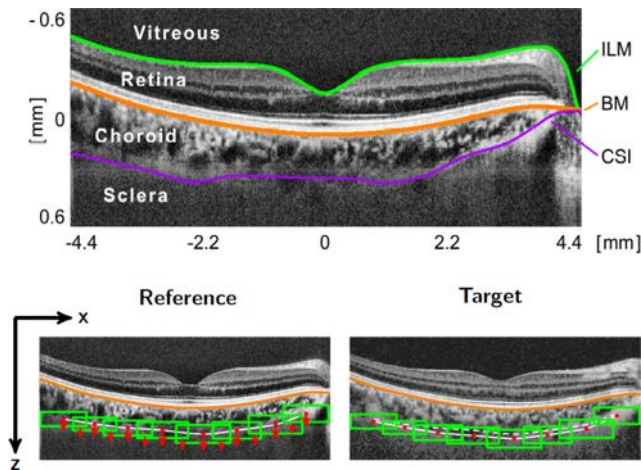 - 0.6
Vitreous
ILM
Retina
BM
0
[mm]
Choroid
CSI
Sclera
0.6
-4.4 -2.2 0 2.2 4.4 [mm]
Reference Target
x
z